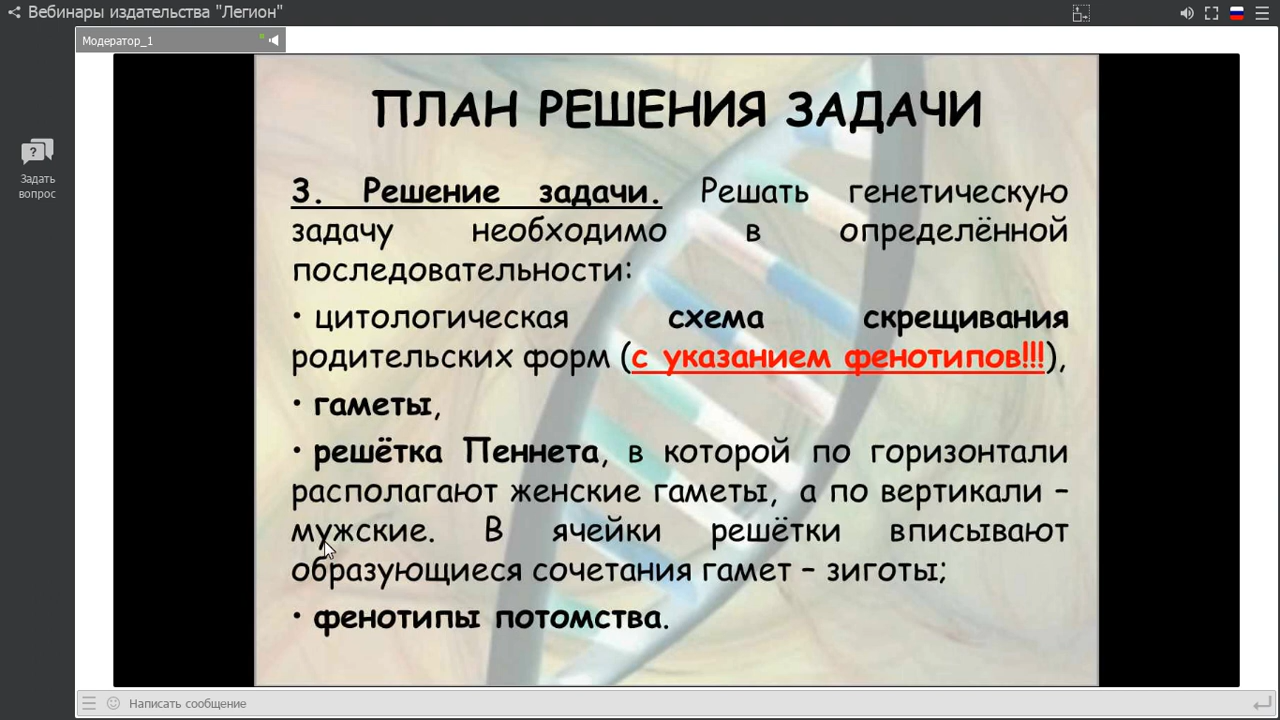 Вебинары издательства "Легион"
Модератор_1
Задать
вопрос
ПЛАН РЕШЕНИЯ ЗАДАЧИ
3. Решение задачи. Решать генетическую
задачу необходимо в определённой
последовательности:
• цитологическая схема скрещивания
родительских форм (с указанием фенотипов!!!),
• гаметы,
• решётка Пеннета, в которой по горизонтали
располагают женские гаметы, а по вертикали –
мужские. В ячейки решётки вписывают
образующиеся сочетания гамет – зиготы;
• фенотипы потомства.
Написать сообщение